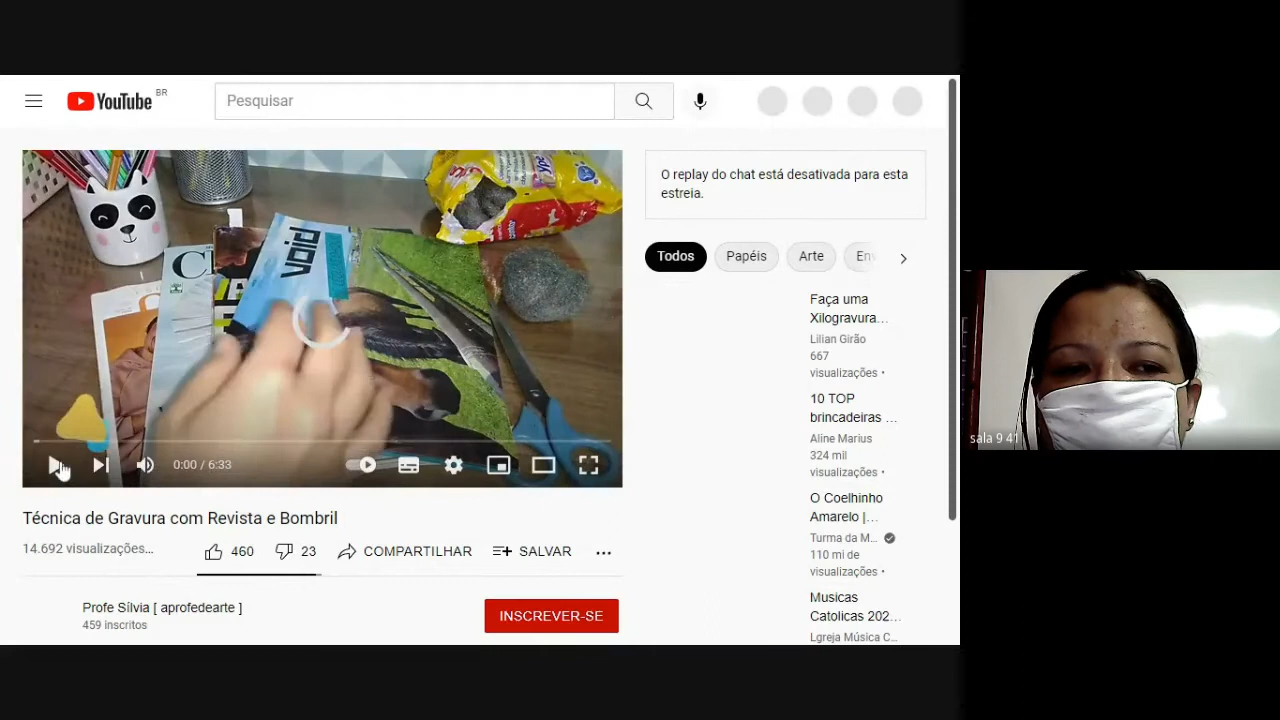 YouTube BR
Pesquisar
O replay do chat está desativada para esta
estreia.
Todos
Papéis
Arte
void
Faça uma
Xilogravura...
Lilian Girão
667
visualizações •
10 TOP
brincadeiras ...
Aline Marius
324 mil
visualizações •
O Coelhinho
Amarelo |...
Turma da M...
110 mi de
visualizações •
Musicas
Catolicas 202...
Lgreja Música C...
0:00 / 6:33
Técnica de Gravura com Revista e Bombril
14.692 visualizações...
460
23
COMPARTILHAR
SALVAR
Profe Sílvia [ aprofedearte ]
459 inscritos
INSCREVER-SE
sala 9 41